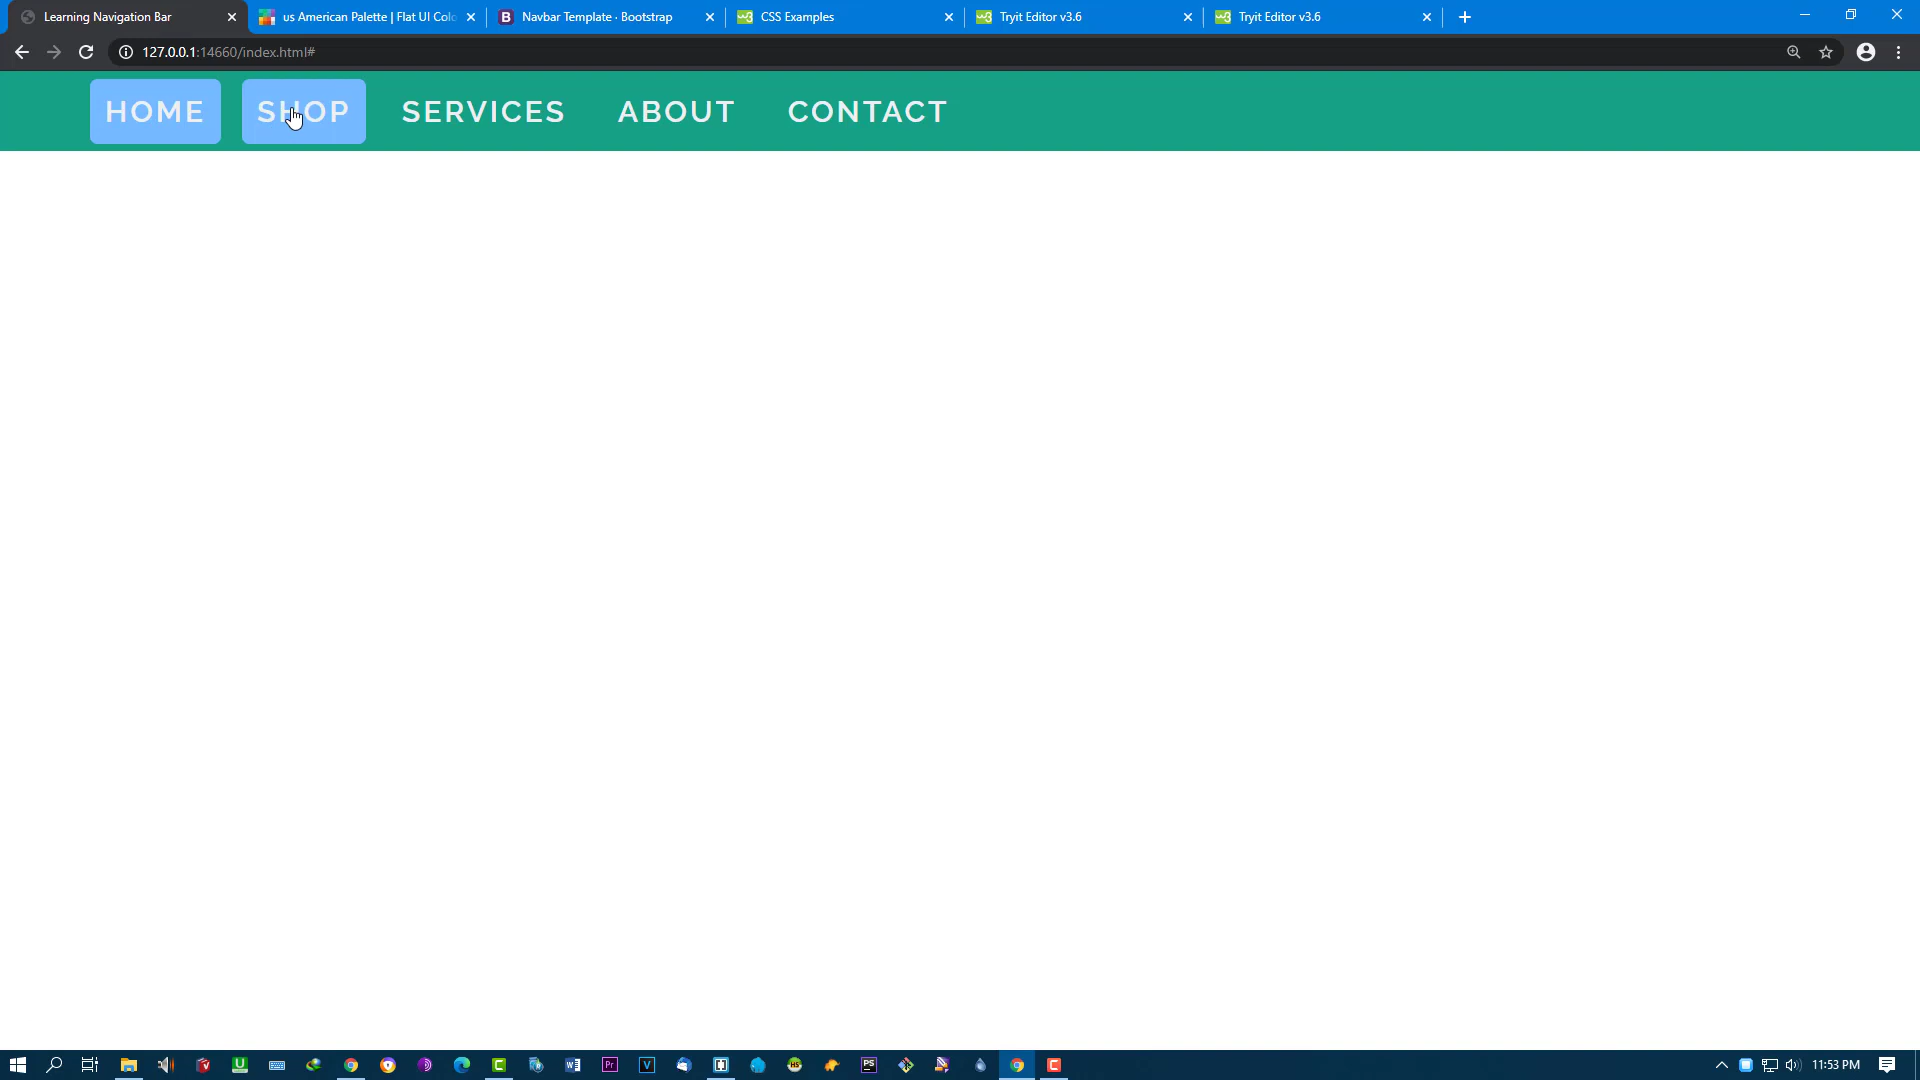 Learning Navigation Bar
us American Palette | Flat UI Colo
Navbar Template · Bootstrap
CSS Examples
Tryit Editor v3.6
Tryit Editor v3.6
127.0.0.1:14660/index.html#
HOME
SHOP
SERVICES
ABOUT
CONTACT
11:53 PM